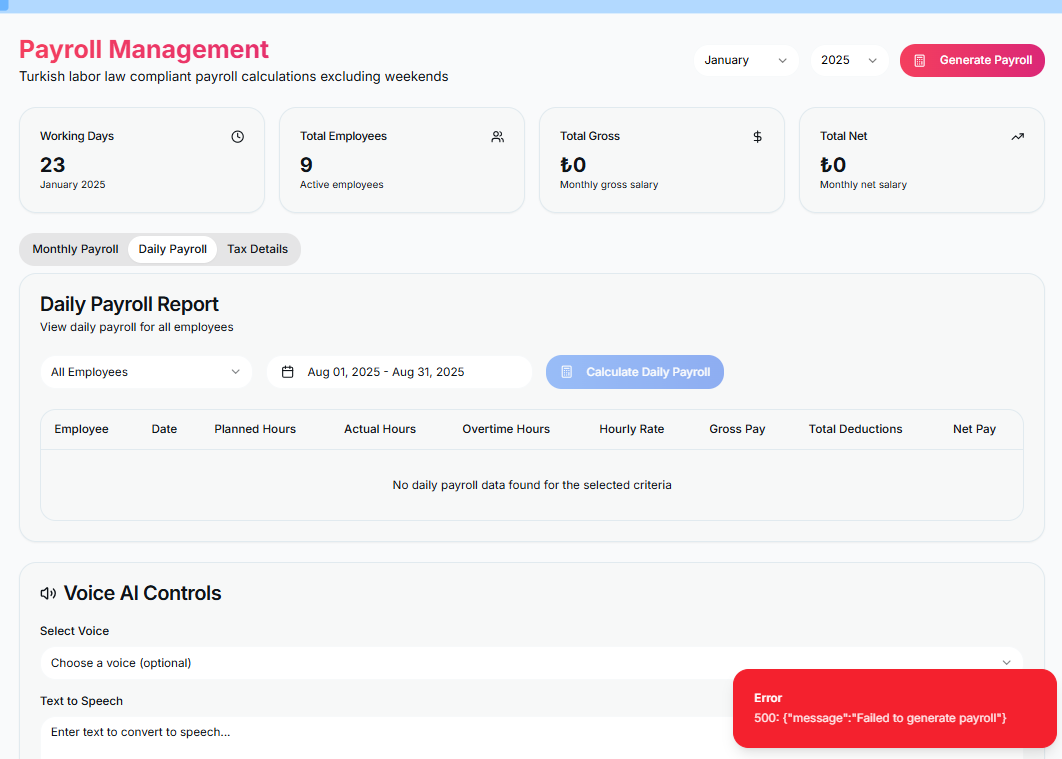 Payroll Management
Turkish labor law compliant payroll calculations excluding weekends
January
2025
Generate Payroll
Working Days
23
January 2025
Total Employees
9
Active employees
Total Gross
₺0
Monthly gross salary
Total Net
₺0
Monthly net salary
Monthly Payroll
Daily Payroll
Tax Details
Daily Payroll Report
View daily payroll for all employees
All Employees
Aug 01, 2025 - Aug 31, 2025
Calculate Daily Payroll
Employee Date Planned Hours Actual Hours Overtime Hours Hourly Rate Gross Pay Total Deductions Net Pay
No daily payroll data found for the selected criteria
Voice AI Controls
Select Voice
Choose a voice (optional)
Text to Speech
Enter text to convert to speech...
Error
500: {"message":"Failed to generate payroll"}